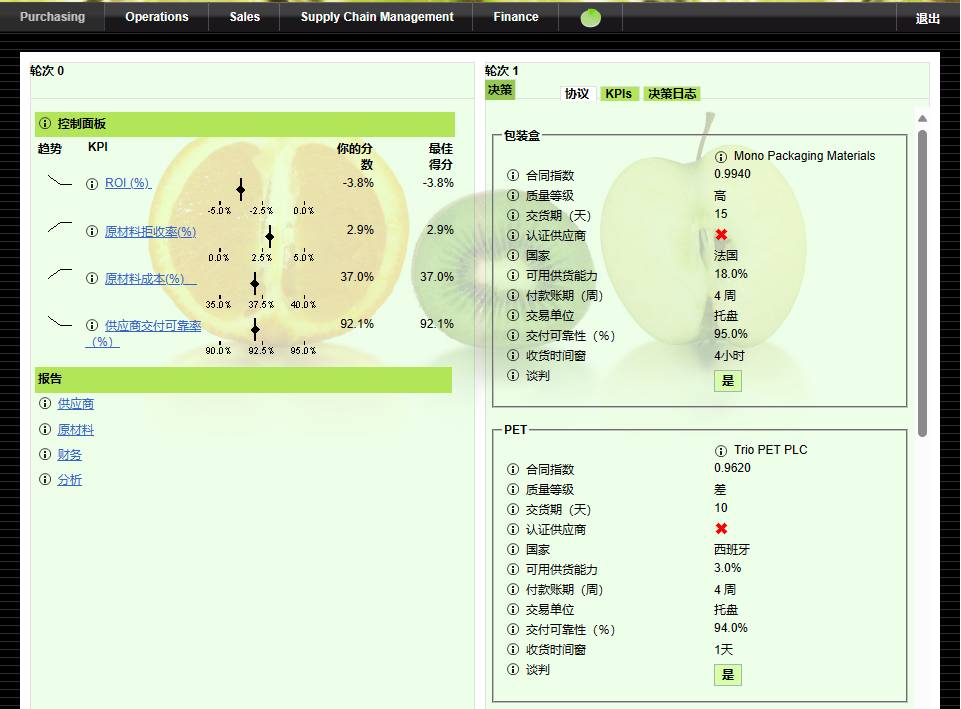 Purchasing
Operations
Sales
Supply Chain Management
Finance
退出
轮次 0
控制面板
趋势
KPI
你的分数
最佳得分
ROI (%)
-3.8%
-3.8%
-5.0%
-2.5%
0.0%
原材料拒收率(%)
2.9%
2.9%
0.0%
2.5%
5.0%
原材料成本(%)
37.0%
37.0%
35.0%
37.5%
40.0%
供应商交付可靠率
(%)
92.1%
92.1%
90.0%
92.5%
95.0%
报告
供应商
原材料
财务
分析
轮次 1
决策
协议
KPIs
决策日志
包装盒
Mono Packaging Materials
合同指数
0.9940
质量等级
高
交货期（天）
15
认证供应商
国家
法国
可用供货能力
18.0%
付款账期（周）
4 周
交易单位
托盘
交付可靠性（%）
95.0%
收货时间窗
4小时
谈判
是
PET
Trio PET PLC
合同指数
0.9620
质量等级
差
交货期（天）
10
认证供应商
国家
西班牙
可用供货能力
3.0%
付款账期（周）
4 周
交易单位
托盘
交付可靠性（%）
94.0%
收货时间窗
1天
谈判
是